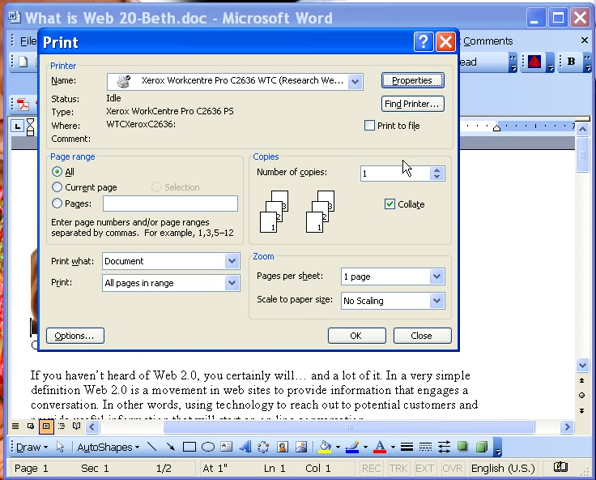 What is Web 20-Beth.doc - Microsoft Word
File
Comments
ead
B
Print
Printer
Name: Xerox Workcentre Pro C2636 WTC (Research We...
Properties
Status: Idle
Find Printer...
Type: Xerox WorkCentre Pro C2636 PS
Where: WTCXeroxC2636:
Print to file
Comment:
Page range
All
Current page
Selection
Pages:
Enter page numbers and/or page ranges
separated by commas. For example, 1,3,5–12
Copies
Number of copies: 1
3
2
1
3
2
1
Collate
Print what: Document
Print: All pages in range
Zoom
Pages per sheet: 1 page
Scale to paper size: No Scaling
Options...
OK
Close
If you haven't heard of Web 2.0, you certainly will... and a lot of it. In a very simple
definition Web 2.0 is a movement in web sites to provide information that engages a
conversation. In other words, using technology to reach out to potential customers and
Draw
AutoShapes
Page 1 Sec 1 1/2 At 1" Ln 1 Col 1 REC TRK EXT OVR English (U.S.)